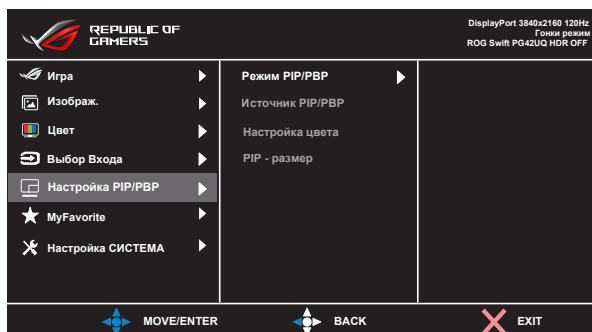 REPUBLIC OF
GAMERS
DisplayPort 3840x2160 120Hz
Гонки режим
ROG Swift PG42UQ HDR OFF
Игра
Изображ.
Цвет
Выбор Входа
Настройка PIP/PBP
MyFavorite
Настройка СИСТЕМА
Режим PIP/PBP
Источник PIP/PBP
Настройка цвета
PIP - размер
MOVE/ENTER
BACK
EXIT